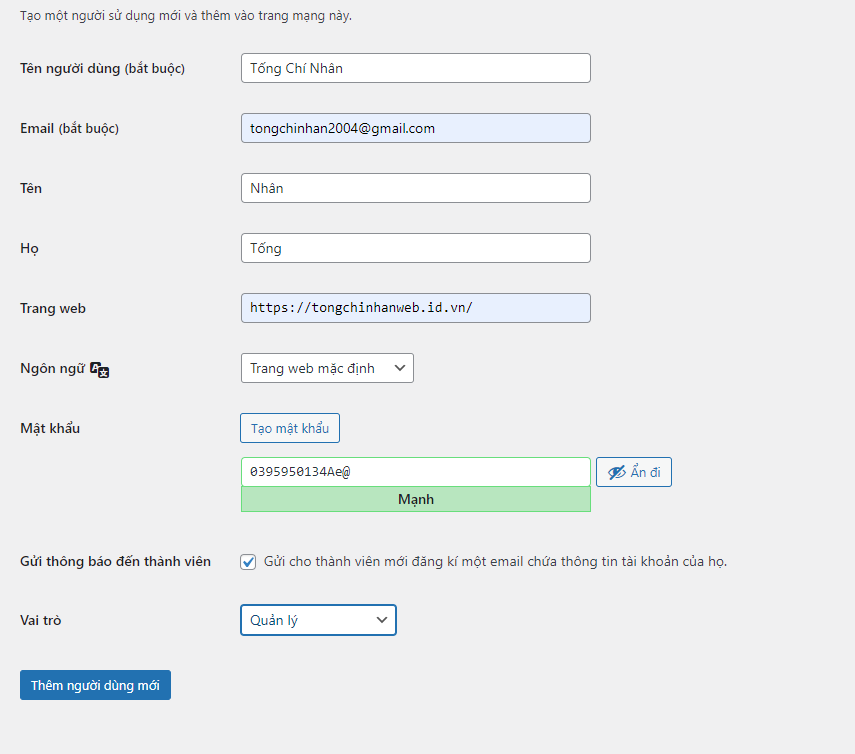 Tạo một người sử dụng mới và thêm vào trang mạng này.
Tên người dùng (bắt buộc) Tống Chí Nhân
Email (bắt buộc) tongchinhan2004@gmail.com
Tên Nhân
Họ Tống
Trang web https://tongchinhanweb.id.vn/
Ngôn ngữ Trang web mặc định
Mật khẩu Tạo mật khẩu
0395950134Ae@ Ẩn đi
Mạnh
Gửi thông báo đến thành viên Gửi cho thành viên mới đăng kí một email chứa thông tin tài khoản của họ.
Vai trò Quản lý
Thêm người dùng mới